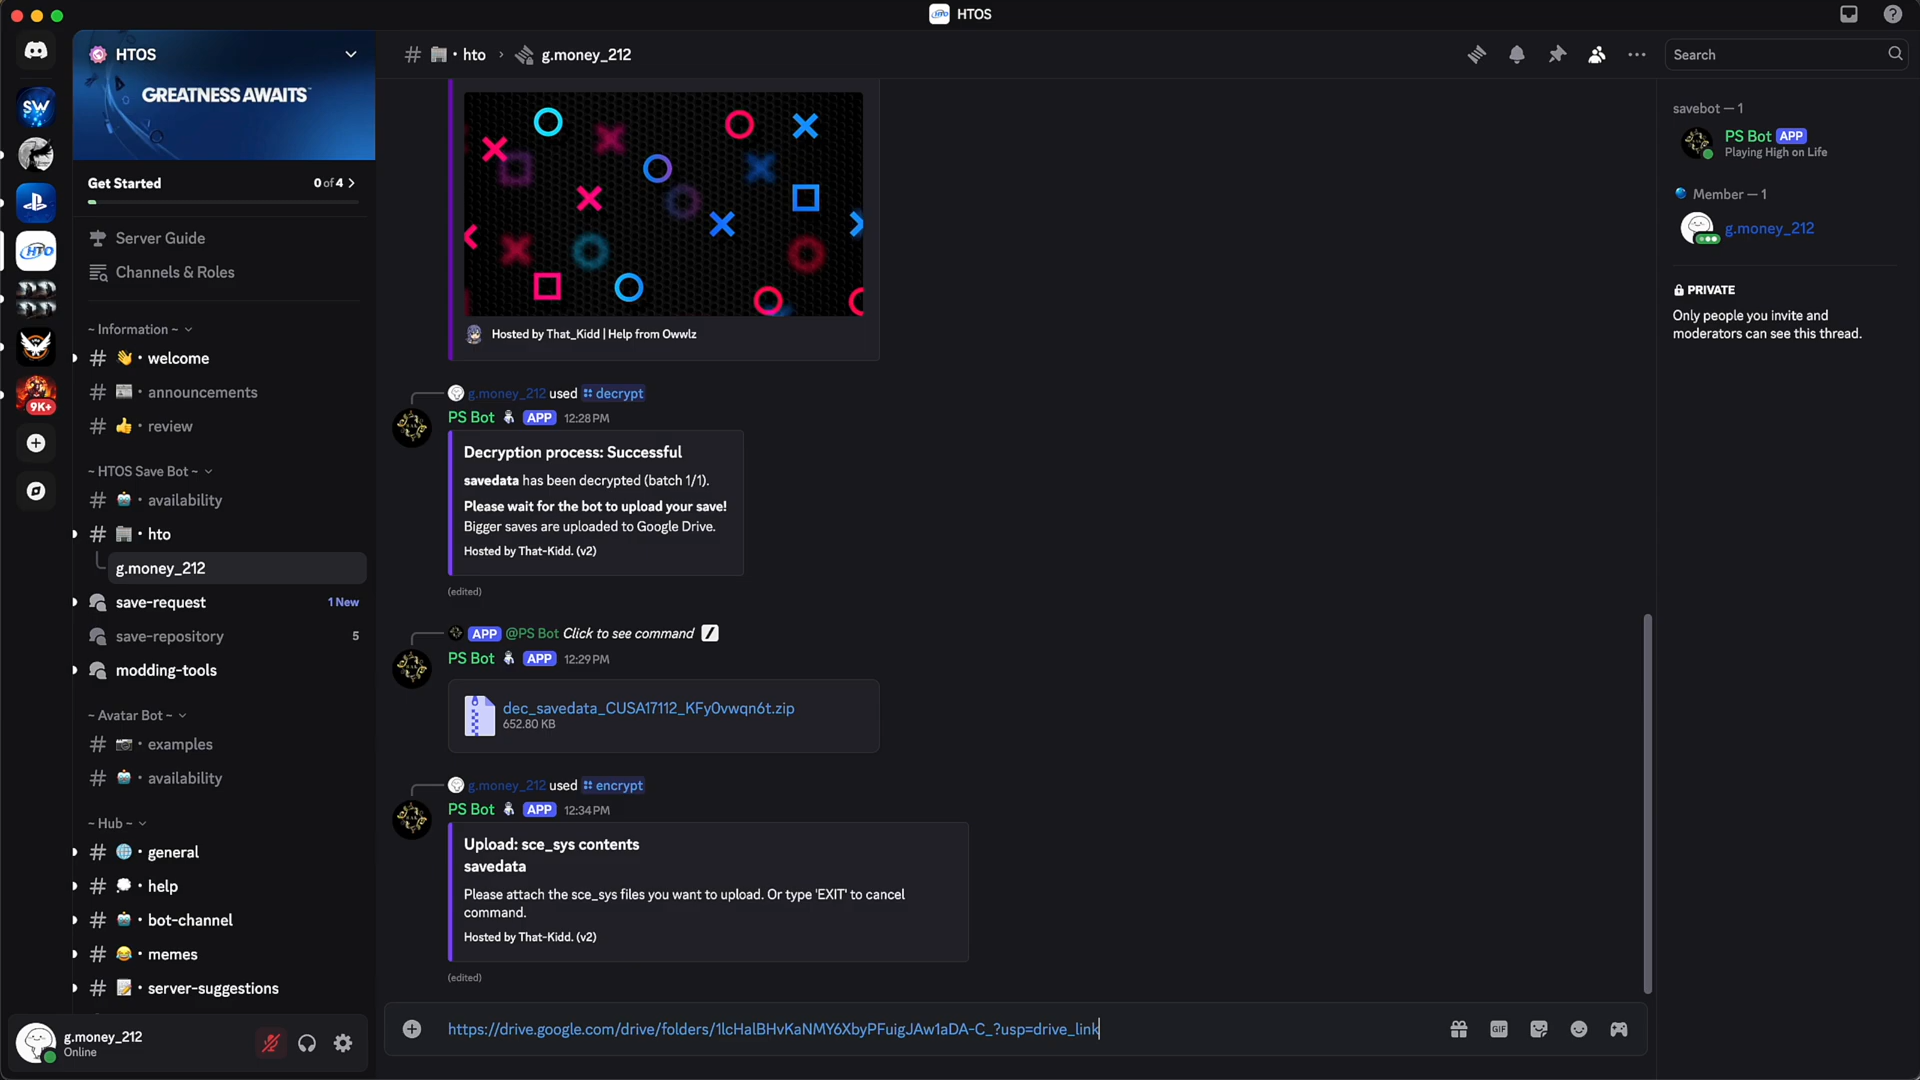 HTOS
HTOS
GREATNESS AWAITS™
Get Started
0 of 4
Server Guide
Channels & Roles
~ Information ~
👋・welcome
announcements
👍・review
~ HTOS Save Bot ~
availability
hto
g.money_212
save-request
1 New
save-repository
5
modding-tools
~ Avatar Bot ~
examples
availability
~ Hub ~
🌐・general
help
bot-channel
😂・memes
📝・server-suggestions
SW
HTO
9K+
g.money_212
Online
# hto › g.money_212
Search
Hosted by That_Kidd | Help from Owwlz
g.money_212 used decrypt
PS Bot APP 12:28 PM
Decryption process: Successful
savedata has been decrypted (batch 1/1).
Please wait for the bot to upload your save!
Bigger saves are uploaded to Google Drive.
Hosted by That-Kidd. (v2)
(edited)
APP @PS Bot Click to see command
PS Bot APP 12:29 PM
dec_savedata_CUSA17112_KFy0vwqn6t.zip
652.80 KB
g.money_212 used encrypt
PS Bot APP 12:34 PM
Upload: sce_sys contents
savedata
Please attach the sce_sys files you want to upload. Or type 'EXIT' to cancel
command.
Hosted by That-Kidd. (v2)
(edited)
https://drive.google.com/drive/folders/1lcHalBHvKaNMY6XbyPFuigJAw1aDA-C_?usp=drive_link
GIF
savebot — 1
PS Bot APP
Playing High on Life
Member — 1
g.money_212
PRIVATE
Only people you invite and
moderators can see this thread.